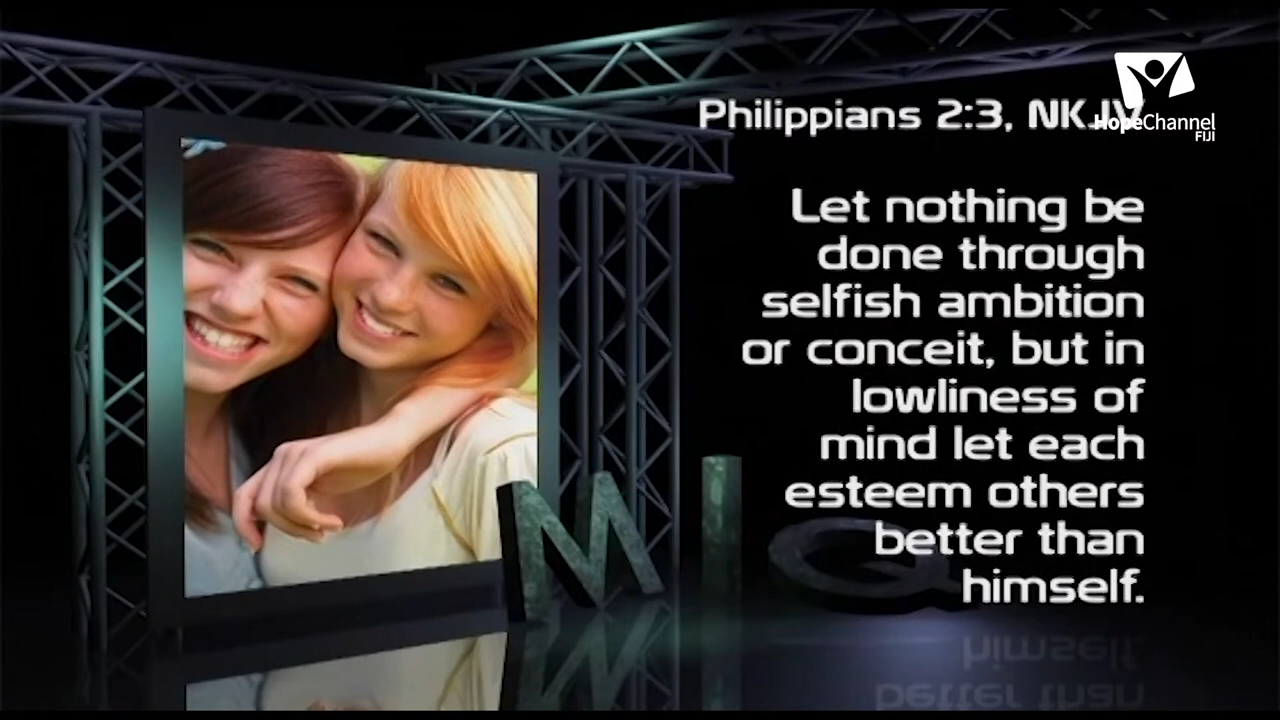 Philippians 2:3, NKJV
HopeChannel
FIJI
Let nothing be
done through
selfish ambition
or conceit, but in
lowliness of
mind let each
esteem others
better than
himself.
MIQ